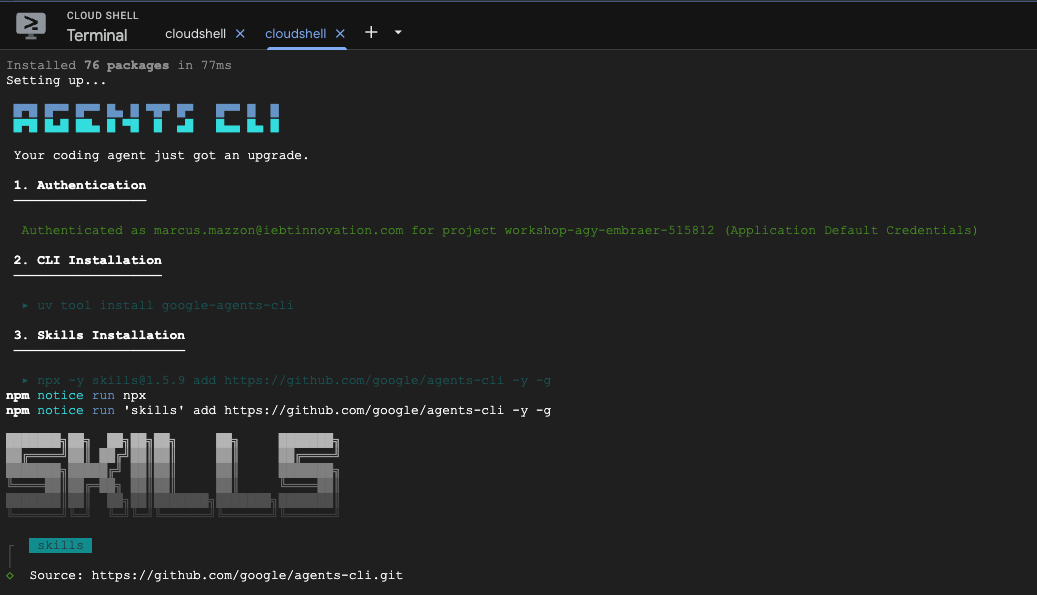 CLOUD SHELL
Terminal
cloudshell
cloudshell
Installed 76 packages in 77ms
Setting up...
AGENTS CLI
Your coding agent just got an upgrade.
1. Authentication
Authenticated as marcus.mazzon@iebtinnovation.com for project workshop-agy-embraer-515812 (Application Default Credentials)
2. CLI Installation
▸ uv tool install google-agents-cli
3. Skills Installation
▸ npx -y skills@1.5.9 add https://github.com/google/agents-cli -y -g
npm notice run npx
npm notice run 'skills' add https://github.com/google/agents-cli -y -g
SKILLS
skills
◇ Source: https://github.com/google/agents-cli.git